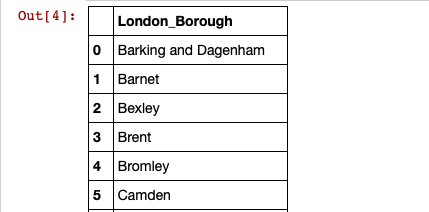 Out[4]:
London_Borough
0 Barking and Dagenham
1 Barnet
2 Bexley
3 Brent
4 Bromley
5 Camden